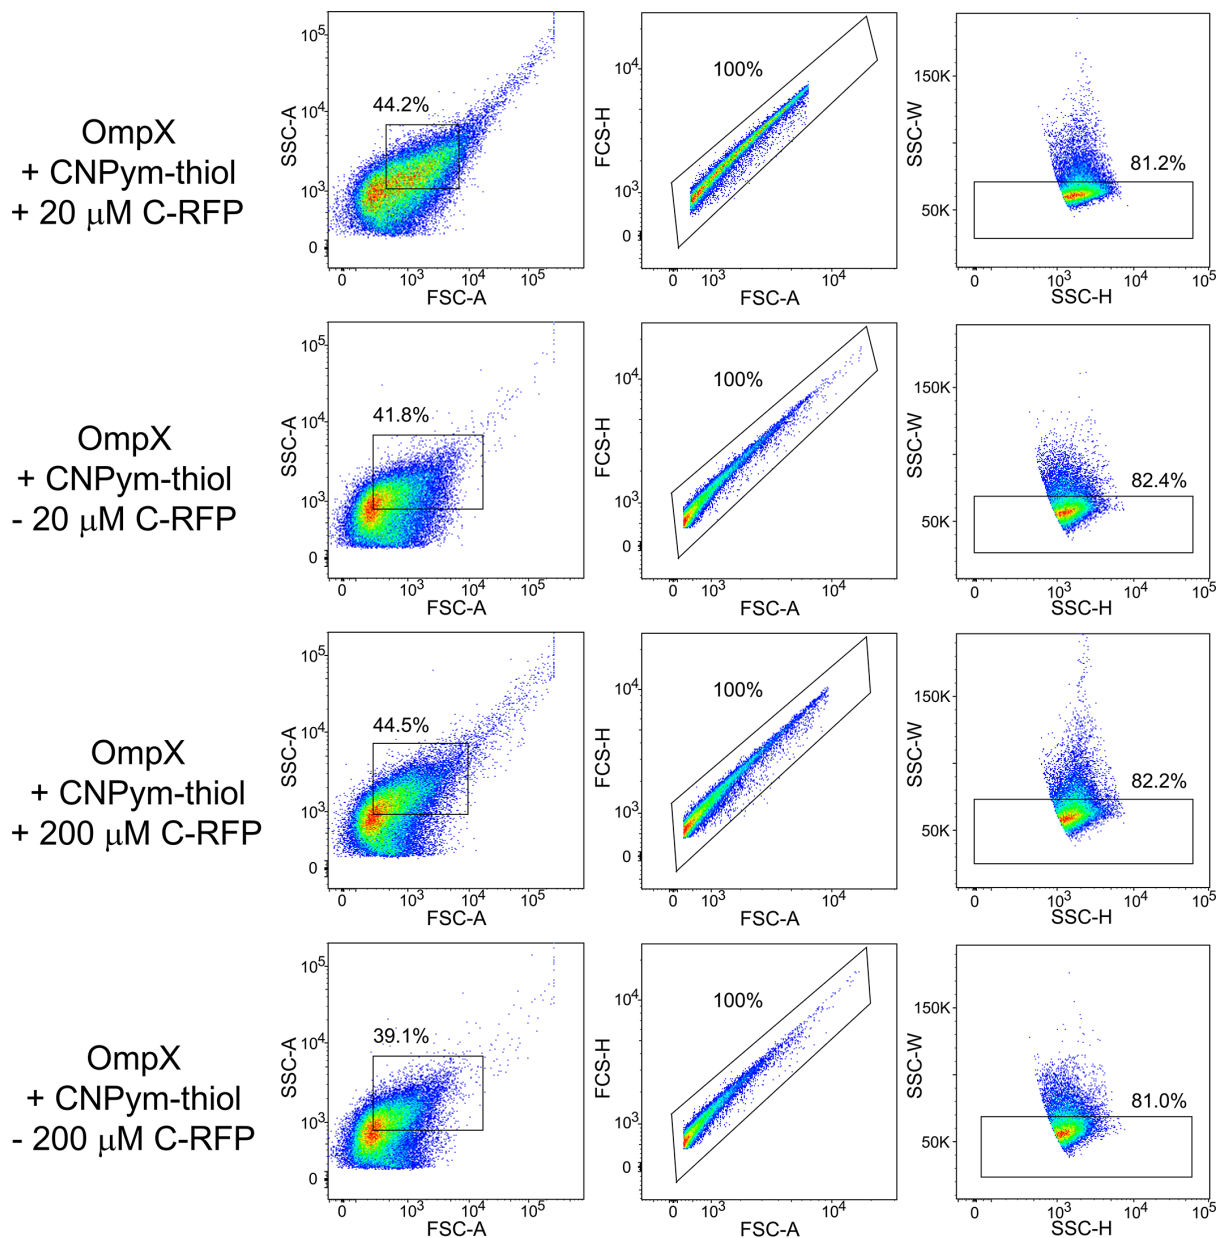 OmpX
+ CNPym-thiol
+ 20 μM C-RFP
SSC-A
10⁵
10⁴
10³
0
44.2%
0
10³
10⁴
10⁵
FSC-A
FCS-H
10⁴
10³
0
100%
0
10³
10⁴
FSC-A
SSC-W
150K
50K
81.2%
0
10³
10⁴
10⁵
SSC-H
OmpX
+ CNPym-thiol
- 20 μM C-RFP
SSC-A
10⁵
10⁴
10³
0
41.8%
0
10³
10⁴
10⁵
FSC-A
FCS-H
10⁴
10³
0
100%
0
10³
10⁴
FSC-A
SSC-W
150K
50K
82.4%
0
10³
10⁴
10⁵
SSC-H
OmpX
+ CNPym-thiol
+ 200 μM C-RFP
SSC-A
10⁵
10⁴
10³
0
44.5%
0
10³
10⁴
10⁵
FSC-A
FCS-H
10⁴
10³
0
100%
0
10³
10⁴
FSC-A
SSC-W
150K
50K
82.2%
0
10³
10⁴
10⁵
SSC-H
OmpX
+ CNPym-thiol
- 200 μM C-RFP
SSC-A
10⁵
10⁴
10³
0
39.1%
0
10³
10⁴
10⁵
FSC-A
FCS-H
10⁴
10³
0
100%
0
10³
10⁴
FSC-A
SSC-W
150K
50K
81.0%
0
10³
10⁴
10⁵
SSC-H